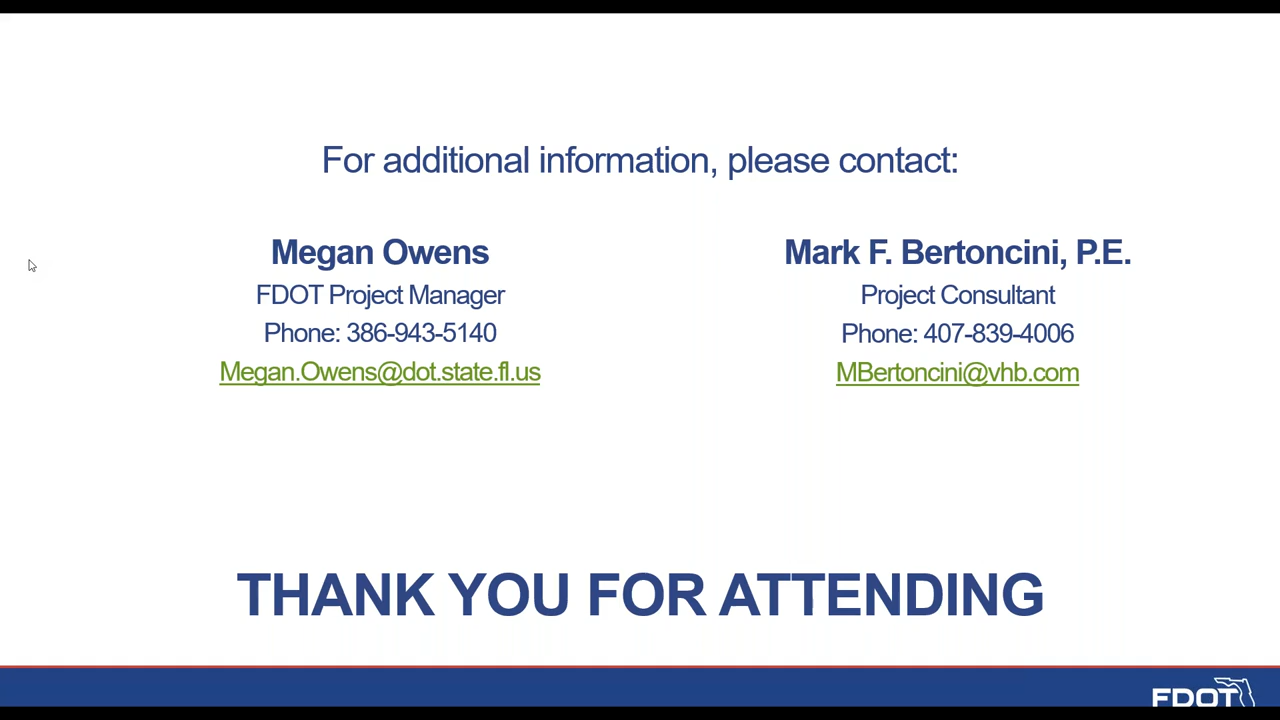 For additional information, please contact:
Megan Owens
FDOT Project Manager
Phone: 386-943-5140
Megan.Owens@dot.state.fl.us
Mark F. Bertoncini, P.E.
Project Consultant
Phone: 407-839-4006
MBertoncini@vhb.com
THANK YOU FOR ATTENDING
FDOT